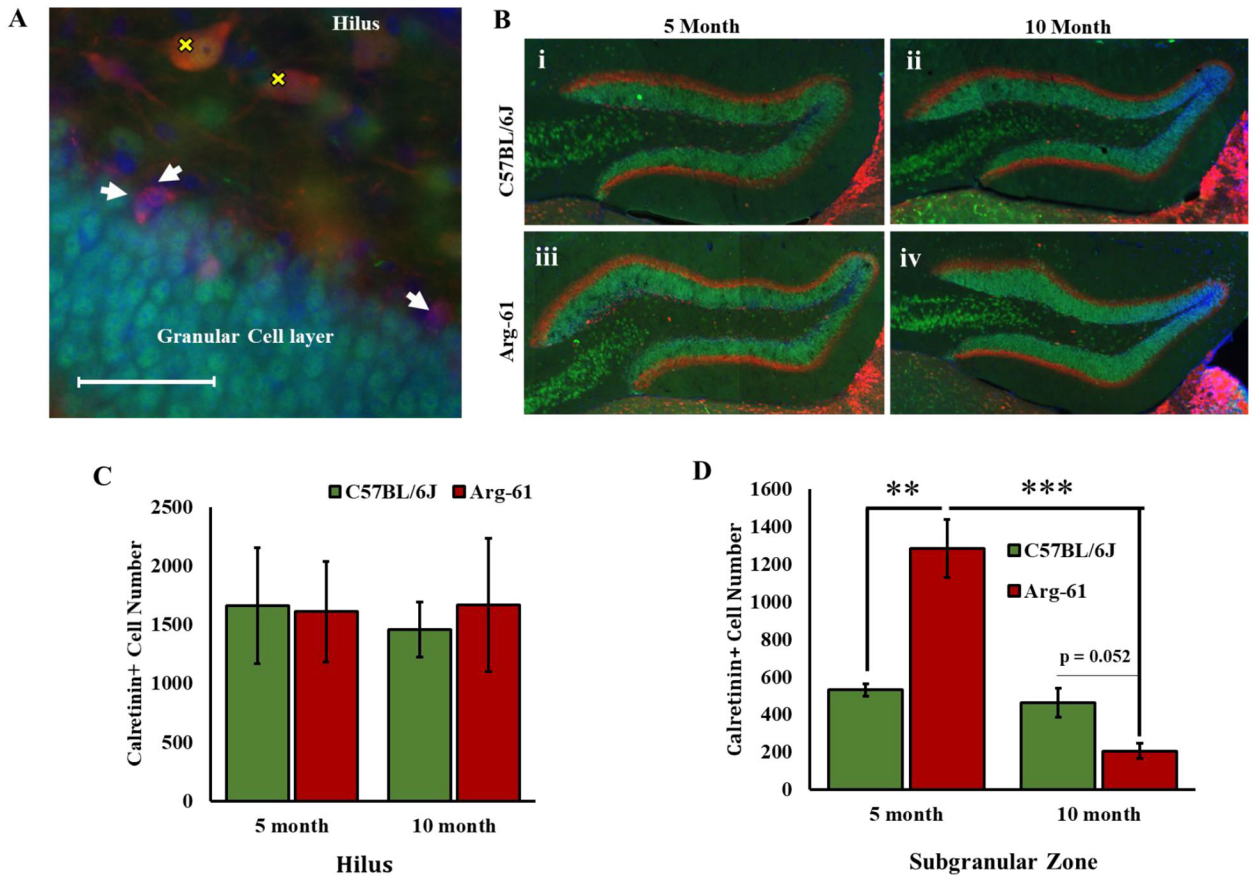 A
Hilus
Granular Cell layer
B
5 Month
10 Month
C57BL/6J
Arg-61
i
ii
iii
iv
C
C57BL/6J
Arg-61
Calretinin+ Cell Number
2500
2000
1500
1000
500
0
5 month
10 month
Hilus
D
Calretinin+ Cell Number
1600
1400
1200
1000
800
600
400
200
0
**
***
C57BL/6J
Arg-61
p = 0.052
5 month
10 month
Subgranular Zone